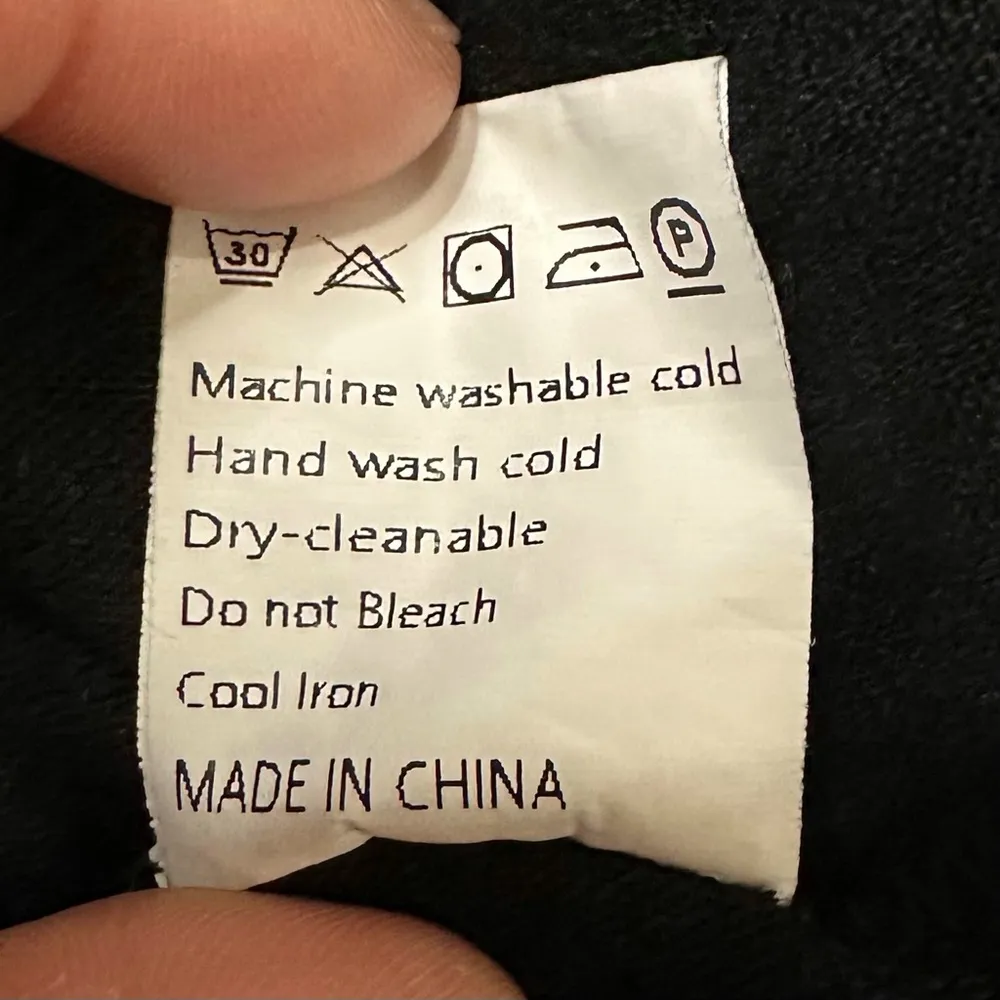 30 P
Machine washable cold
Hand wash cold
Dry-cleanable
Do not Bleach
Cool Iron
MADE IN CHINA